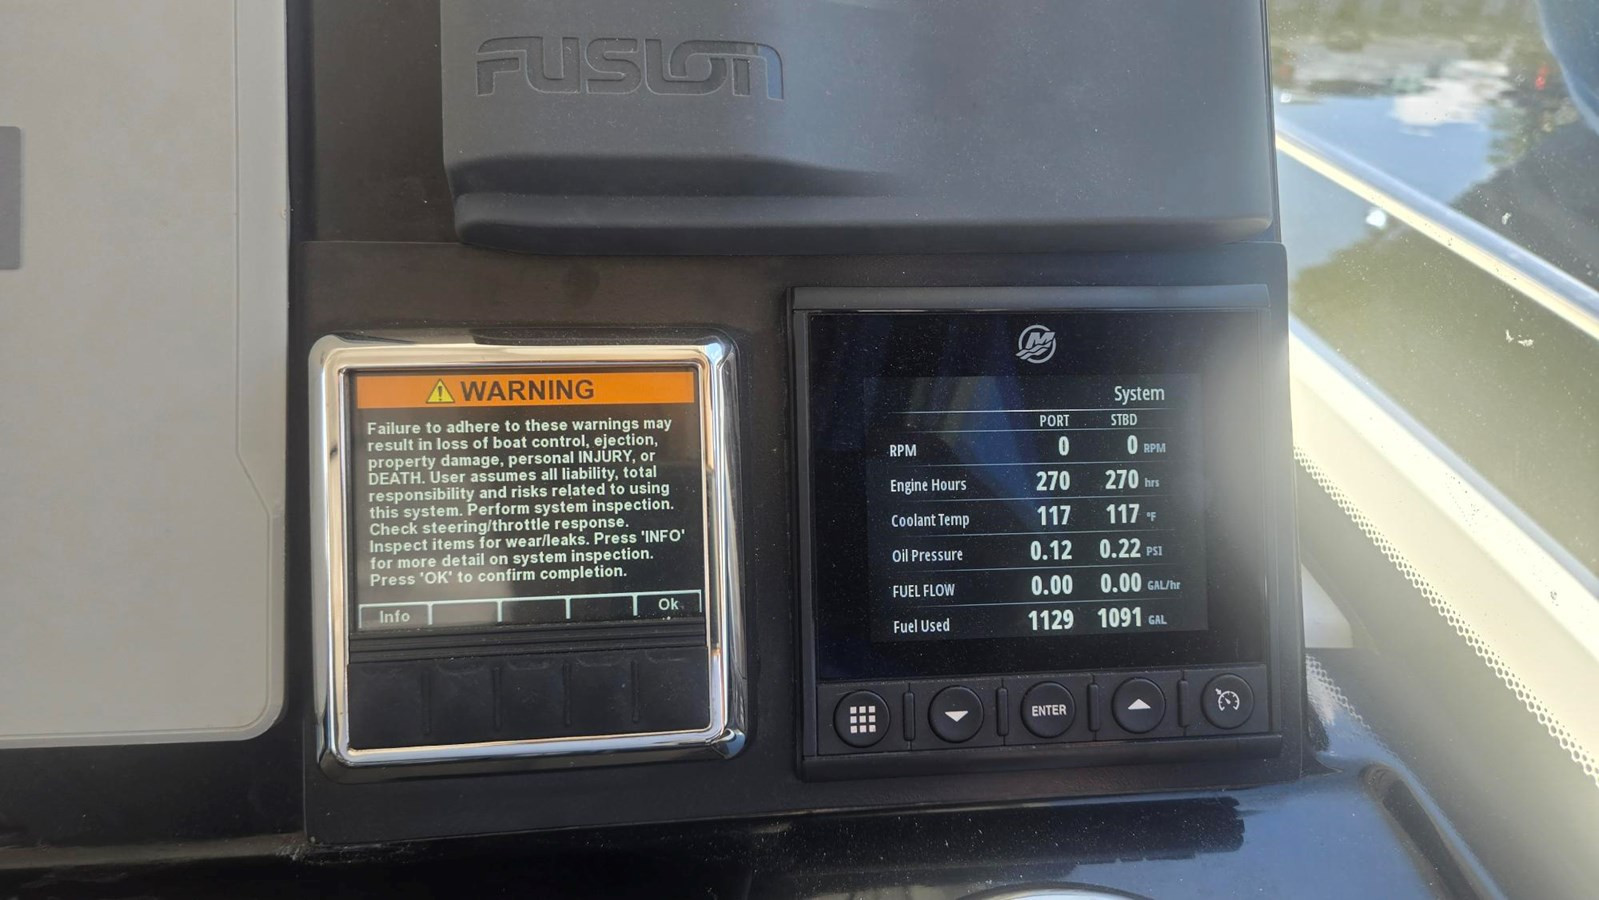 FUSION
WARNING
Failure to adhere to these warnings may
result in loss of boat control, ejection,
property damage, personal INJURY, or
DEATH. User assumes all liability, total
responsibility and risks related to using
this system. Perform system inspection.
Check steering/throttle response.
Inspect items for wear/leaks. Press 'INFO'
for more detail on system inspection.
Press 'OK' to confirm completion.
Info Ok
System
PORT STBD
RPM 0 0 RPM
Engine Hours 270 270 hrs
Coolant Temp 117 117 °F
Oil Pressure 0.12 0.22 PSI
FUEL FLOW 0.00 0.00 GAL/hr
Fuel Used 1129 1091 GAL
ENTER